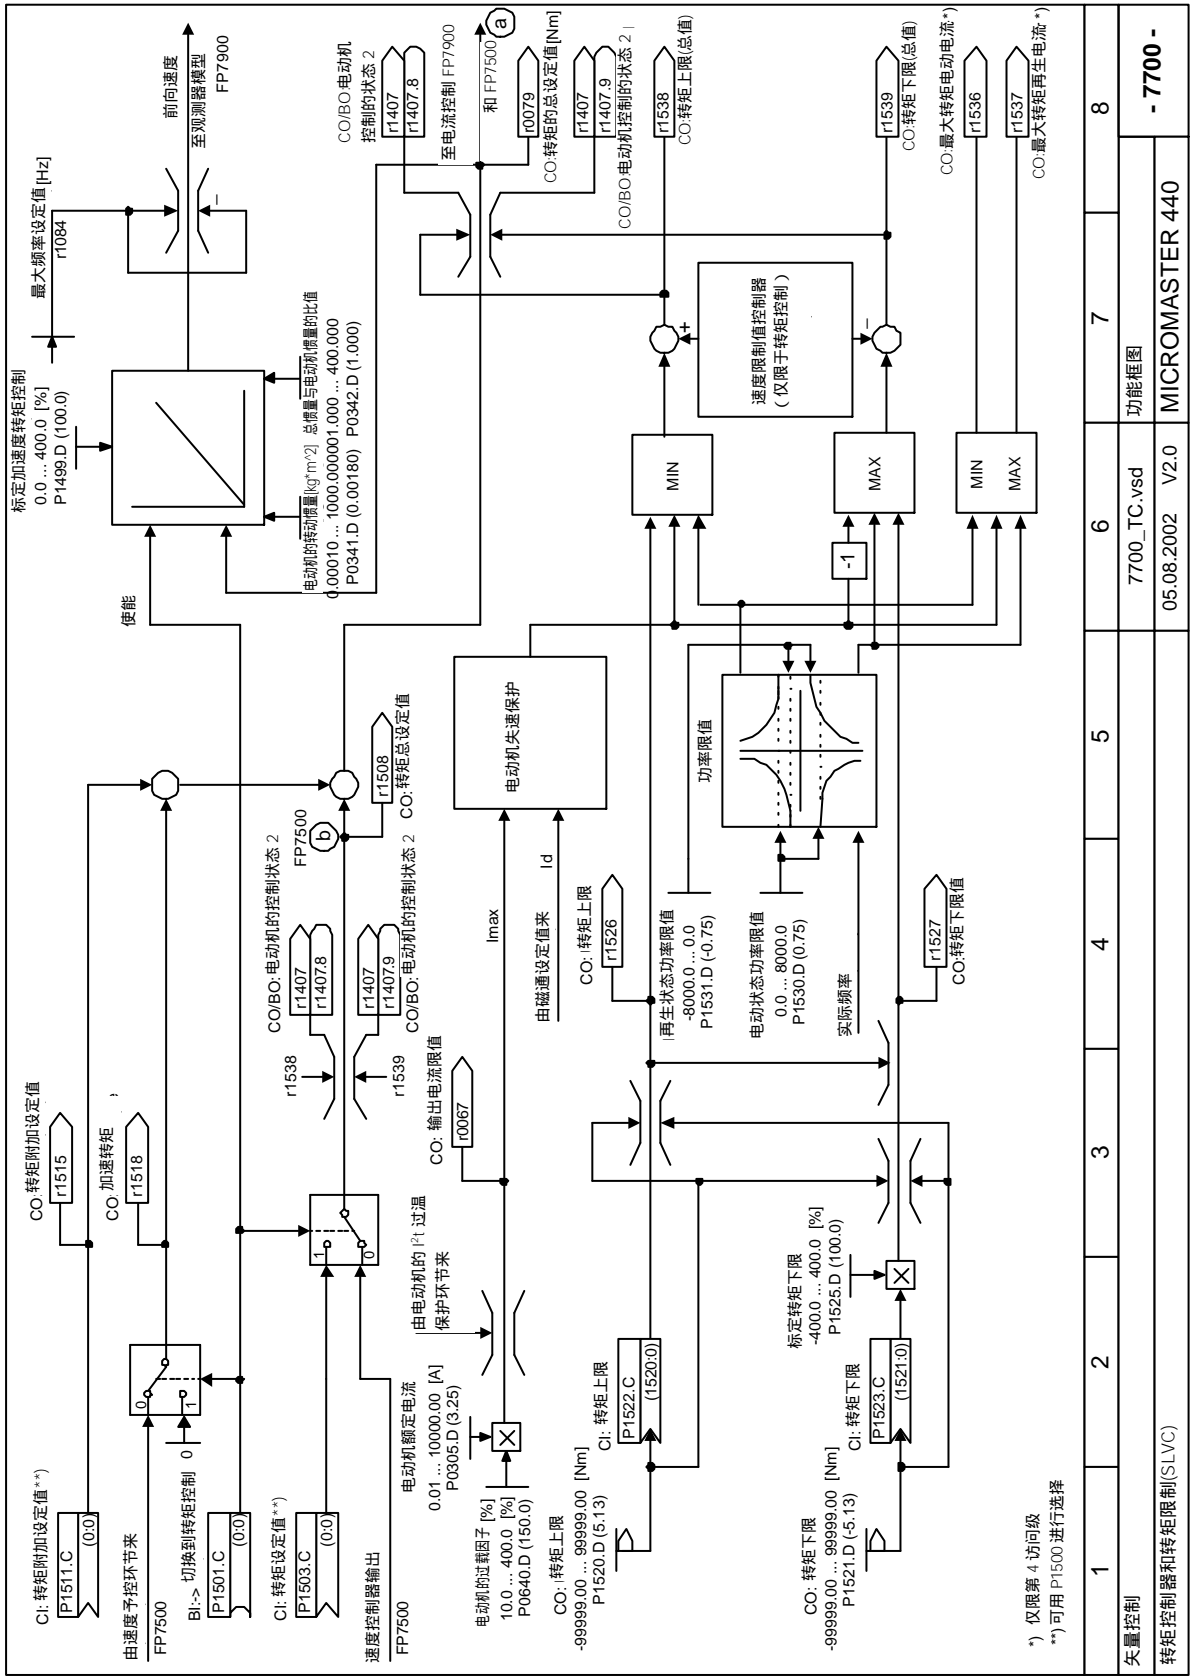 CI: 转矩附加设定值**)
P1511.C
(0:0)
由速度予控环节来
FP7500
BI:-> 切换到转矩控制
P1501.C
(0:0)
0
CI: 转矩设定值**)
P1503.C
(0:0)
速度控制器输出
FP7500
0
1
CO: 转矩附加设定值
r1515
CO: 加速转矩
r1518
1
0
r1538
r1539
CO/BO: 电动机的控制状态 2
r1407
r1407.8
r1407
r1407.9
CO/BO: 电动机的控制状态 2
FP7500
b
r1508
CO: 转矩总设定值
使能
标定加速度转矩控制
0.0 ... 400.0 [%]
P1499.D (100.0)
电动机的转动惯量[kg*m^2]
0.00010 ... 1000.00000
P0341.D (0.00180)
总惯量与电动机惯量的比值
1.000 ... 400.000
P0342.D (1.000)
最大频率设定值 [Hz]
r1084
–
前向速度
至观测器模型
FP7900
CO/BO:电动机
控制的状态 2
r1407
r1407.8
至电流控制 FP7900
和 FP7500
a
r0079
CO:转矩的总设定值[Nm]
r1407
r1407.9
CO/BO:电动机控制的状态 2
电动机额定电流
0.01 ... 10000.00 [A]
P0305.D (3.25)
电动机的过载因子 [%]
10.0 ... 400.0 [%]
P0640.D (150.0)
由电动机的 I²t 过温
保护环节来
CO: 输出电流限值
r0067
Imax
由磁通设定值来
Id
电动机失速保护
CO: 转矩上限
-99999.00 ... 99999.00 [Nm]
P1520.D (5.13)
CI: 转矩上限
P1522.C
(1520:0)
CO: 转矩上限
r1526
再生状态功率限值
-8000.0 ... 0.0
P1531.D (-0.75)
电动状态功率限值
0.0 ... 8000.0
P1530.D (0.75)
实际频率
功率限值
CO: 转矩下限
-99999.00 ... 99999.00 [Nm]
P1521.D (-5.13)
CI: 转矩下限
P1523.C
(1521:0)
标定转矩下限
-400.0 ... 400.0 [%]
P1525.D (100.0)
r1527
CO:转矩下限值
-1
MIN
MAX
MIN
MAX
速度限制值控制器
( 仅限于转矩控制 )
+
–
r1538
CO:转矩上限(总值)
r1539
CO:转矩下限(总值)
CO:最大转矩电动电流*)
r1536
r1537
CO:最大转矩再生电流*)
*) 仅限第 4 访问级
**) 可用 P1500 进行选择
1
2
3
4
5
6
7
8
矢量控制
7700_TC.vsd
功能框图
- 7700 -
转矩控制器和转矩限制(SLVC)
05.08.2002 V2.0
MICROMASTER 440